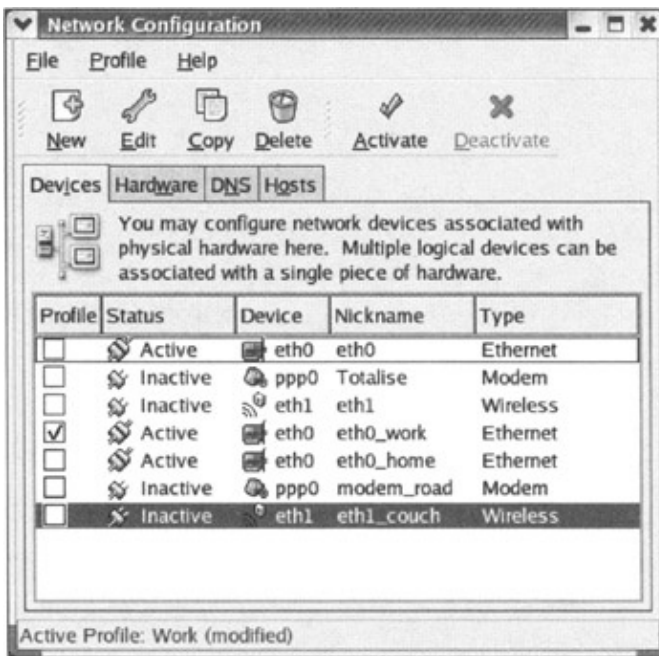 Network Configuration
File Profile Help
New Edit Copy Delete Activate Deactivate
Devices Hardware DNS Hosts
You may configure network devices associated with
physical hardware here. Multiple logical devices can be
associated with a single piece of hardware.
Profile Status Device Nickname Type
Active eth0 eth0 Ethernet
Inactive ppp0 Totalise Modem
Inactive eth1 eth1 Wireless
Active eth0 eth0_work Ethernet
Active eth0 eth0_home Ethernet
Inactive ppp0 modem_road Modem
Inactive eth1 eth1_couch Wireless
Active Profile: Work (modified)